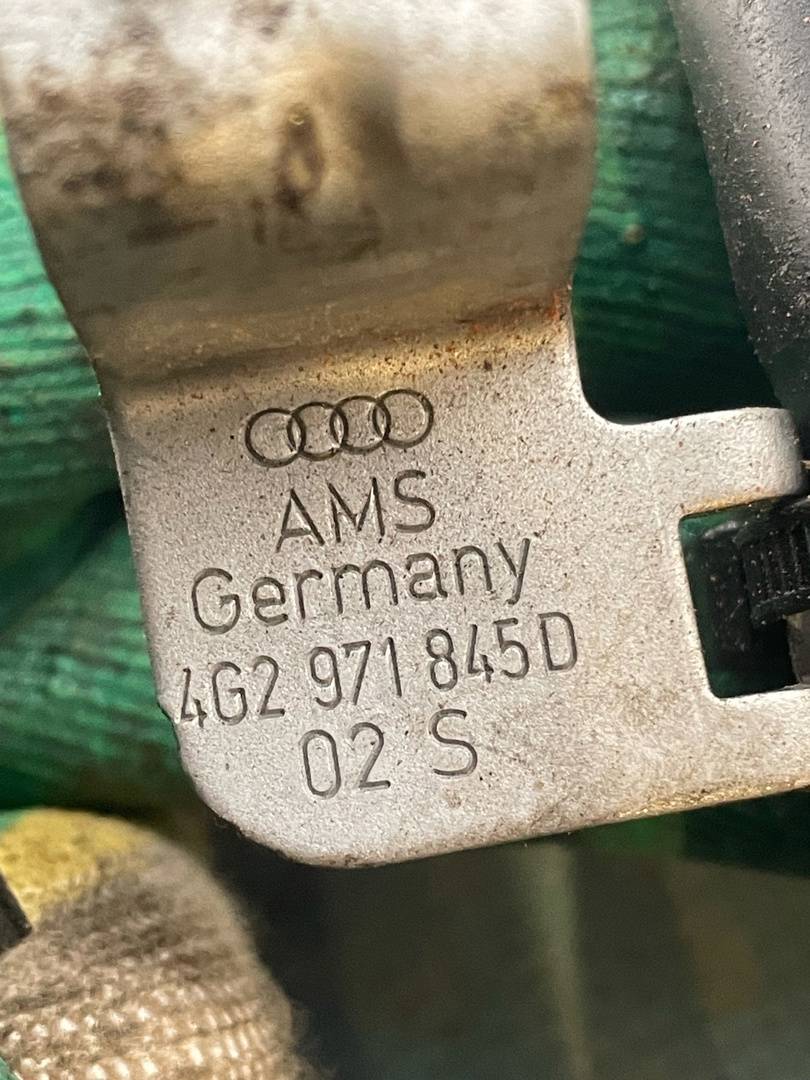 AMS
Germany
4G2 971 845D
02 S